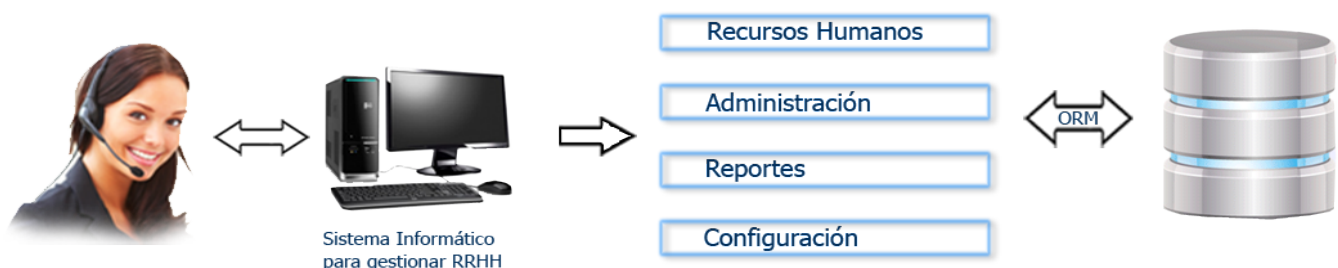 Recursos Humanos
Administración
ORM
Reportes
Configuración
Sistema Informático
para gestionar RRHH